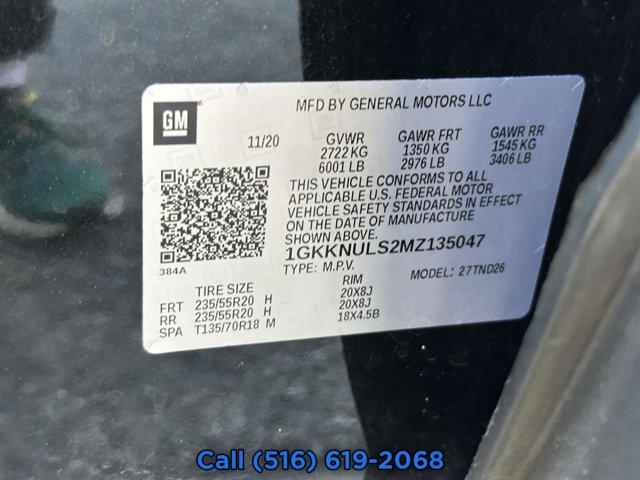 MFD BY GENERAL MOTORS LLC
GM
11/20 GVWR GAWR FRT GAWR RR
2722 KG 1350 KG 1545 KG
6001 LB 2976 LB 3406 LB
THIS VEHICLE CONFORMS TO ALL
APPLICABLE U.S. FEDERAL MOTOR
VEHICLE SAFETY STANDARDS IN EFFECT
ON THE DATE OF MANUFACTURE
SHOWN ABOVE.
1GKKNULS2MZ135047
384A
TYPE: M.P.V. MODEL: 27TND26
TIRE SIZE RIM
FRT 235/55R20 H 20X8J
RR 235/55R20 H 20X8J
SPA T135/70R18 M 18X4.5B
Call (516) 619-2068